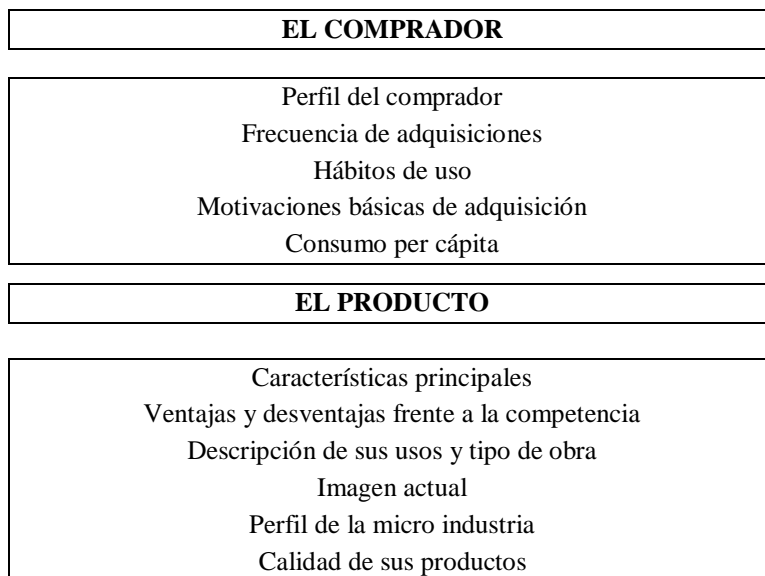 EL COMPRADOR
Perfil del comprador
Frecuencia de adquisiciones
Hábitos de uso
Motivaciones básicas de adquisición
Consumo per cápita
EL PRODUCTO
Características principales
Ventajas y desventajas frente a la competencia
Descripción de sus usos y tipo de obra
Imagen actual
Perfil de la micro industria
Calidad de sus productos